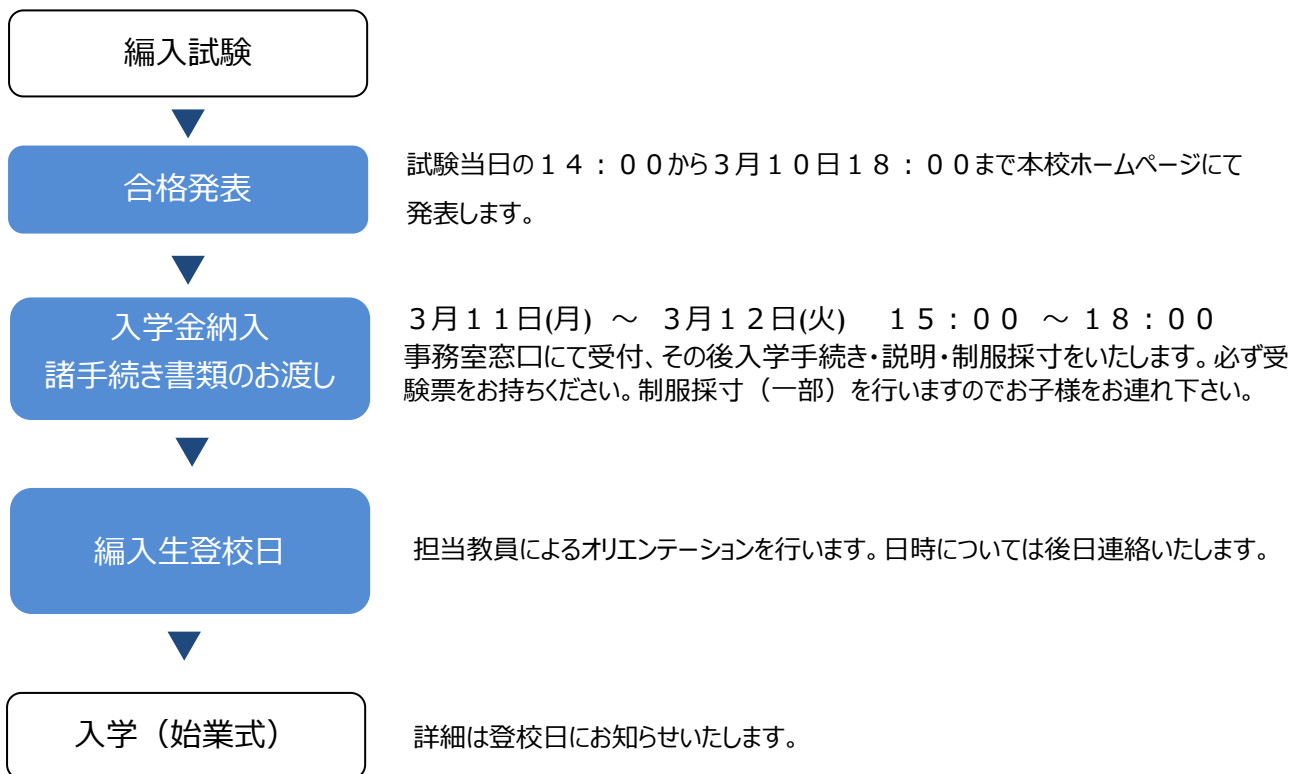 編入試験
合格発表
試験当日の１４：００から３月１０日１８：００まで本校ホームページにて
発表します。
入学金納入
諸手続き書類のお渡し
３月１１日(月) ～ ３月１２日(火)　１５：００ ～１８：００
事務室窓口にて受付、その後入学手続き・説明・制服採寸をいたします。必ず受
験票をお持ちください。制服採寸（一部）を行いますのでお子様をお連れ下さい。
編入生登校日
担当教員によるオリエンテーションを行います。日時については後日連絡いたします。
入学（始業式）
詳細は登校日にお知らせいたします。